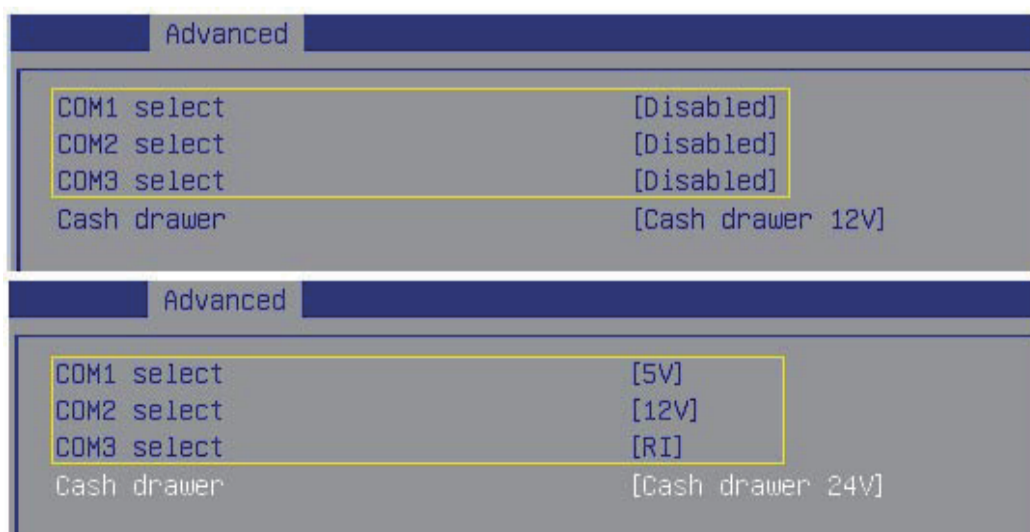 Advanced
COM1 select [Disabled]
COM2 select [Disabled]
COM3 select [Disabled]
Cash drawer [Cash drawer 12V]
Advanced
COM1 select [5V]
COM2 select [12V]
COM3 select [RI]
Cash drawer [Cash drawer 24V]